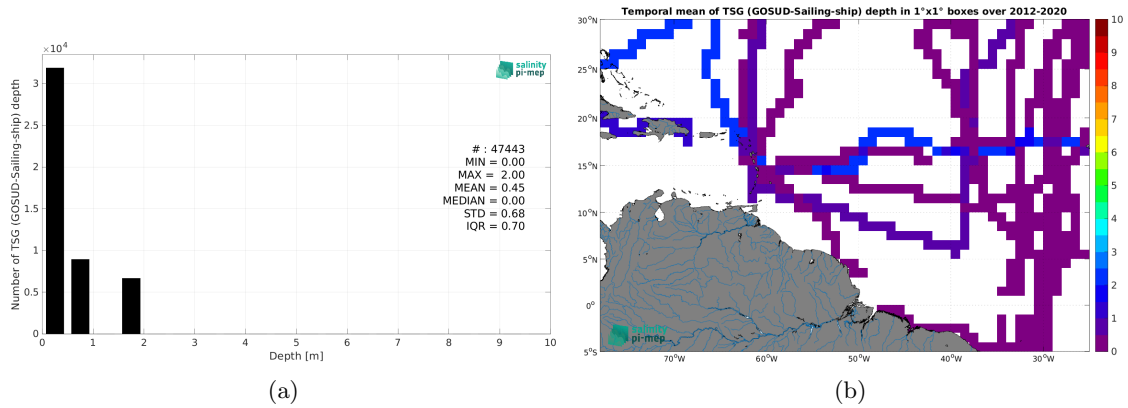 ×10⁴
3.5
3
2.5
2
1.5
1
0.5
0
Number of TSG (GOSUD-Sailing-ship) depth
salinity
pi-mep
# : 47443
MIN = 0.00
MAX = 2.00
MEAN = 0.45
MEDIAN = 0.00
STD = 0.68
IQR = 0.70
0 1 2 3 4 5 6 7 8 9 10
Depth [m]
(a)
Temporal mean of TSG (GOSUD-Sailing-ship) depth in 1°x1° boxes over 2012-2020
30°N
25°N
20°N
15°N
10°N
5°N
0°
5°S
70°W 60°W 50°W 40°W 30°W
salinity
pi-mep
10
9
8
7
6
5
4
3
2
1
0
(b)